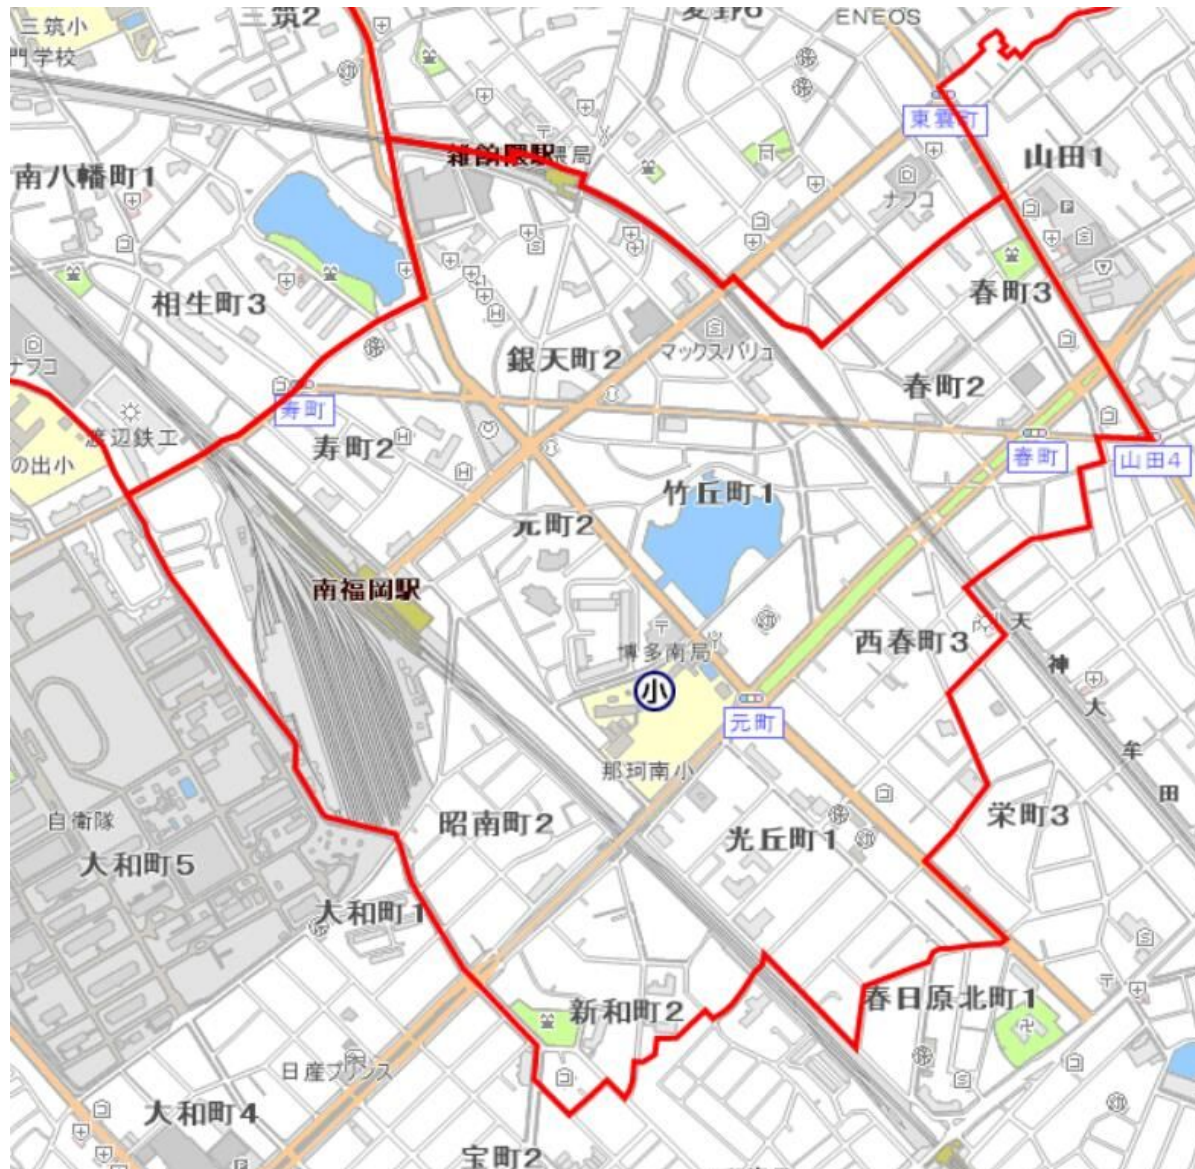 三筑2
麦野6
ENEOS
三筑小
門学校
東雲町
雑餉隈駅
隈局
山田1
南八幡町1
ナフコ
春町3
相生町3
ナフコ
銀天町2
マックスバリュ
春町2
寿町
渡辺鉄工
寿町2
春町
山田4
の出小
竹丘町1
元町2
南福岡駅
天
神
大
牟
田
博多南局
西春町3
小
元町
那珂南小
自衛隊
昭南町2
光丘町1
栄町3
大和町5
大和町1
新和町2
春日原北町1
日産プリンス
大和町4
宝町2